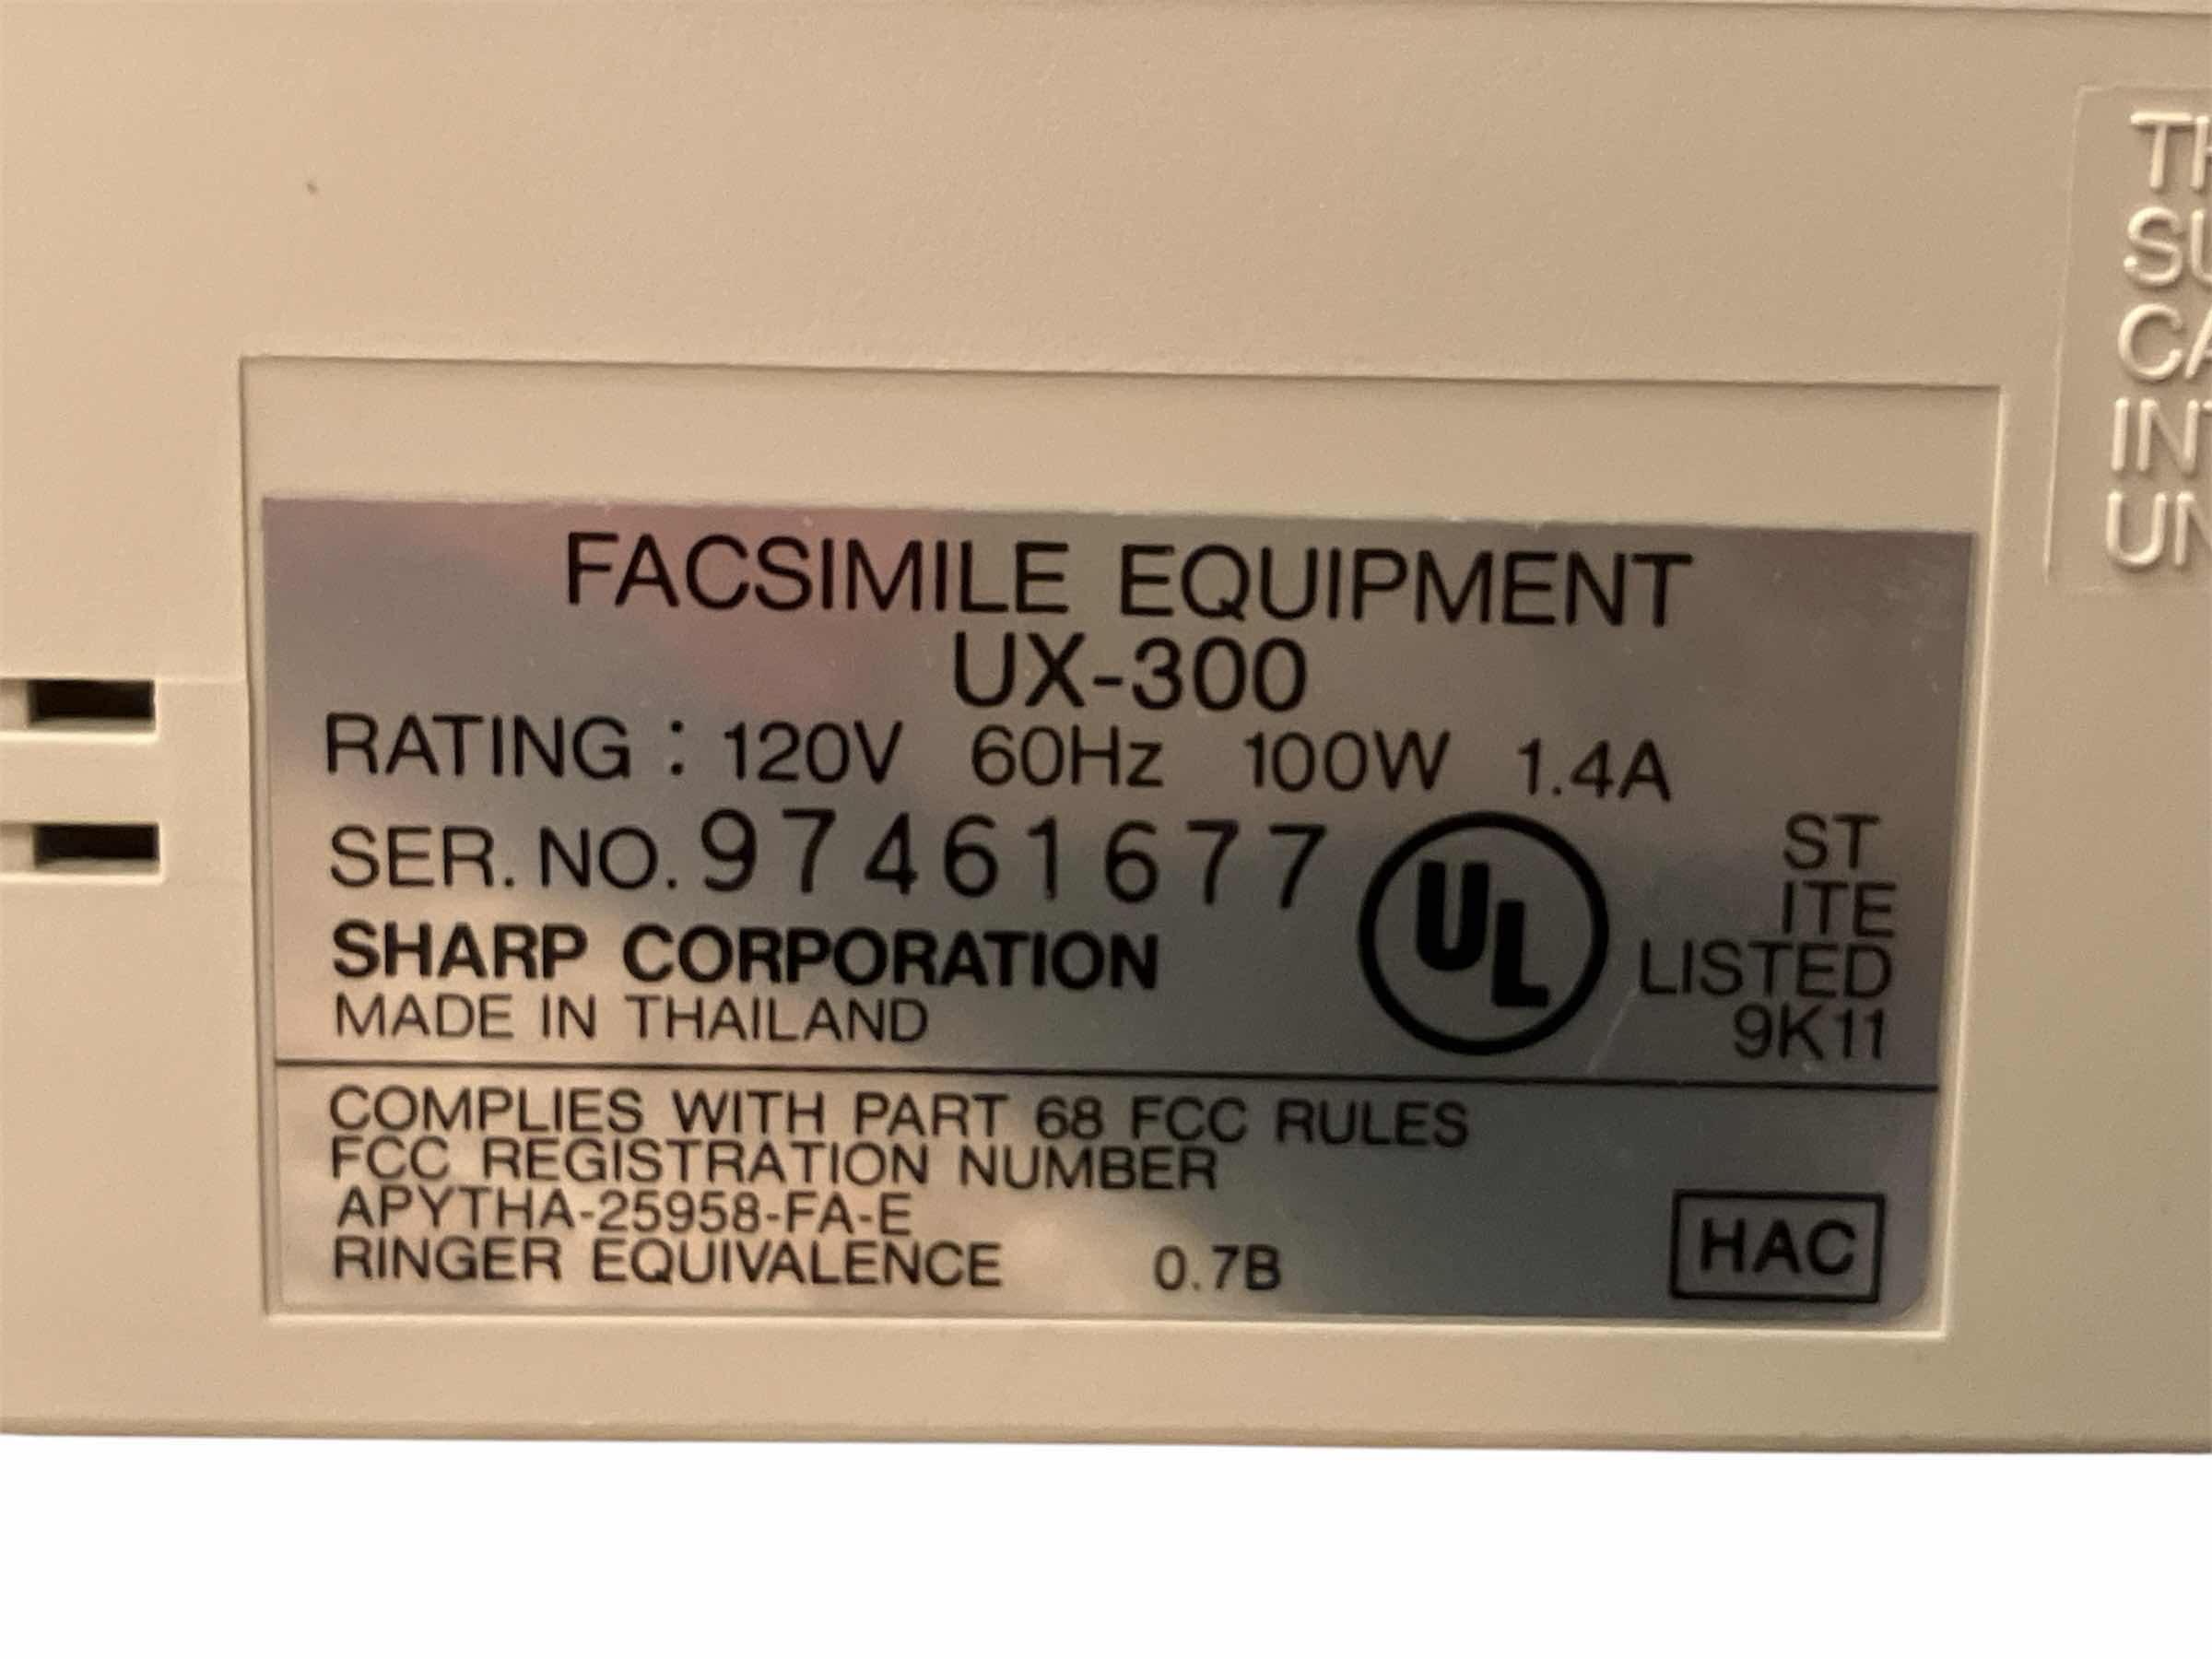 FACSIMILE EQUIPMENT
UX-300
RATING : 120V 60Hz 100W 1.4A
SER. NO. 97461677
SHARP CORPORATION
MADE IN THAILAND
UL
ST
ITE
LISTED
9K11
COMPLIES WITH PART 68 FCC RULES
FCC REGISTRATION NUMBER
APYTHA-25958-FA-E
RINGER EQUIVALENCE 0.7B
HAC